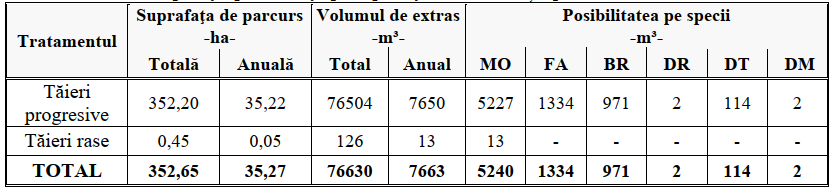 Tratamentul | Suprafața de parcurs -ha- | Volumul de extras -m³- | Posibilitatea pe specii -m³-
Totală | Anuală | Total | Anual | MO | FA | BR | DR | DT | DM
Tăieri progresive | 352,20 | 35,22 | 76504 | 7650 | 5227 | 1334 | 971 | 2 | 114 | 2
Tăieri rase | 0,45 | 0,05 | 126 | 13 | 13 | - | - | - | - | -
TOTAL | 352,65 | 35,27 | 76630 | 7663 | 5240 | 1334 | 971 | 2 | 114 | 2